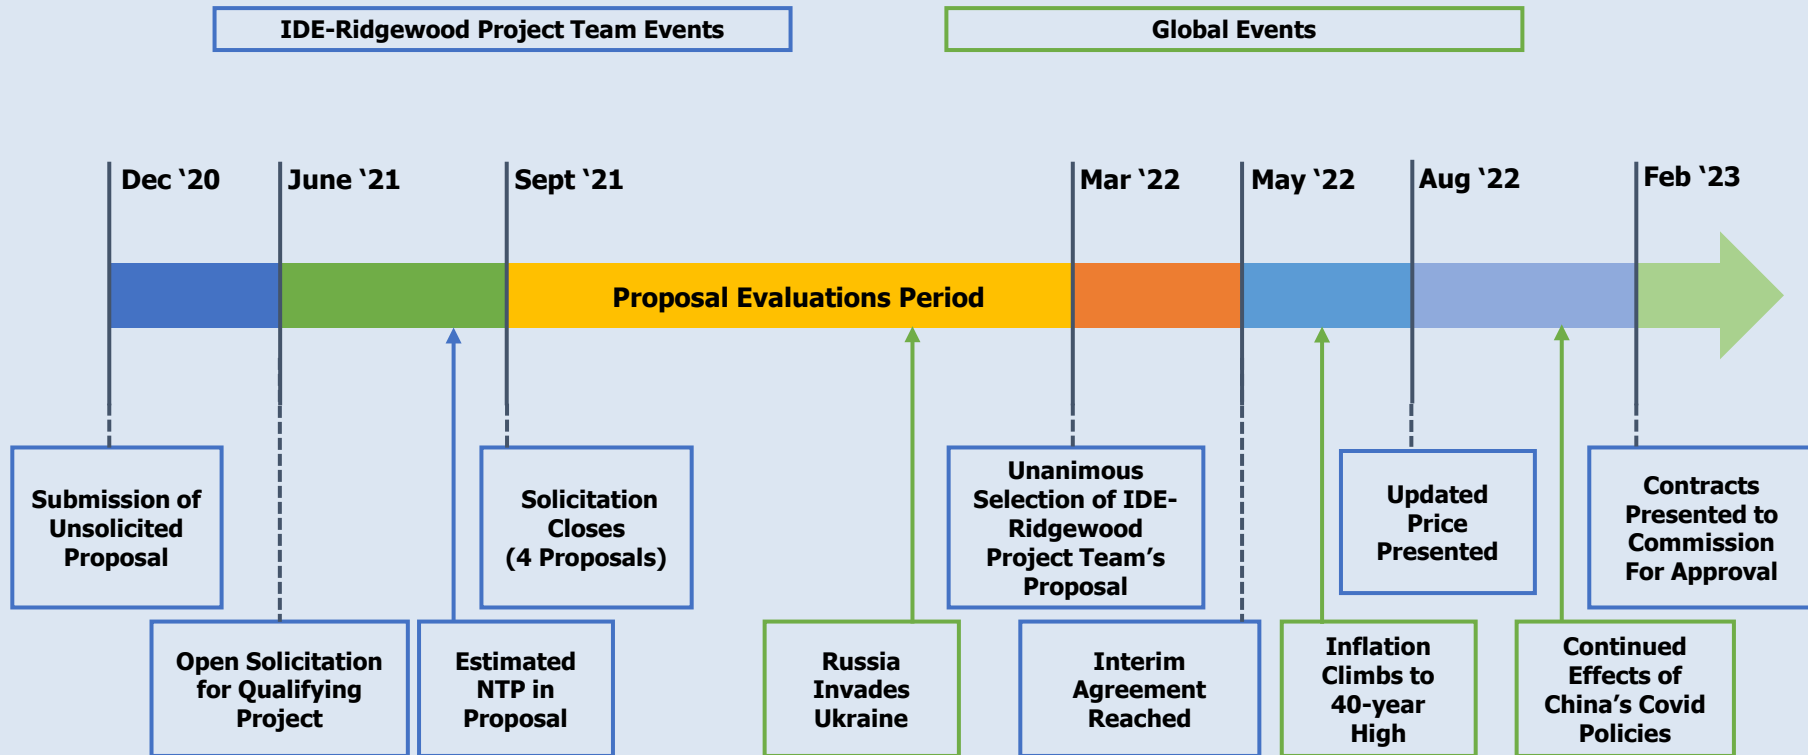 IDE-Ridgewood Project Team Events
Global Events
Dec ‘20
June ‘21
Sept ‘21
Mar ‘22
May ‘22
Aug ‘22
Feb ‘23
Proposal Evaluations Period
Submission of
Unsolicited
Proposal
Solicitation
Closes
(4 Proposals)
Unanimous
Selection of IDE-
Ridgewood
Project Team’s
Proposal
Updated
Price
Presented
Contracts
Presented to
Commission
For Approval
Open Solicitation
for Qualifying
Project
Estimated
NTP in
Proposal
Russia
Invades
Ukraine
Interim
Agreement
Reached
Inflation
Climbs to
40-year
High
Continued
Effects of
China’s Covid
Policies